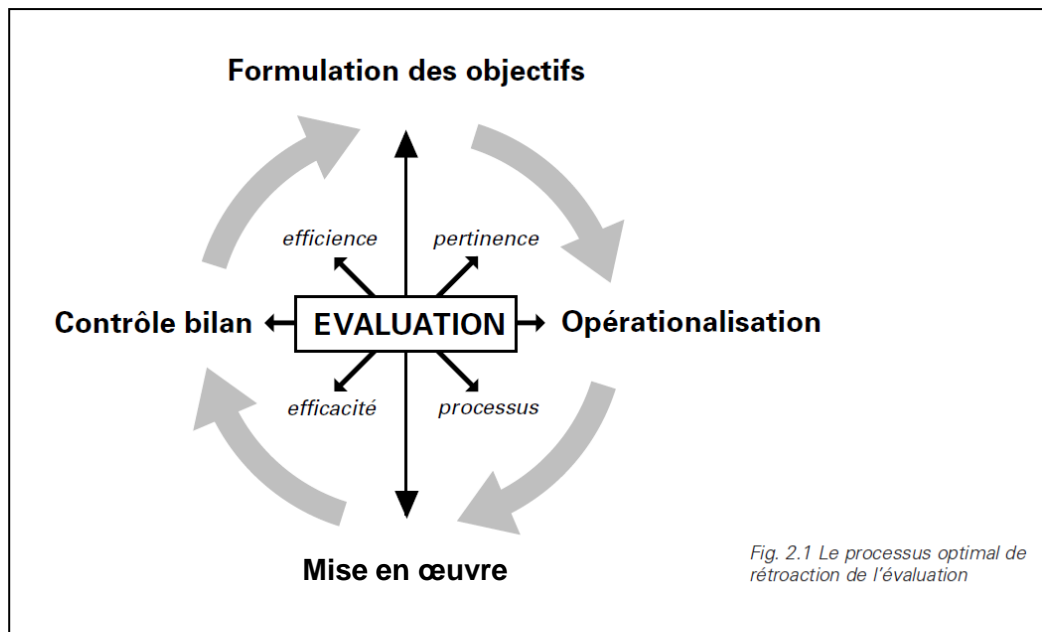 Formulation des objectifs
efficience
pertinence
Contrôle bilan
EVALUATION
Opérationalisation
efficacité
processus
Mise en œuvre
Fig. 2.1 Le processus optimal de
rétroaction de l'évaluation